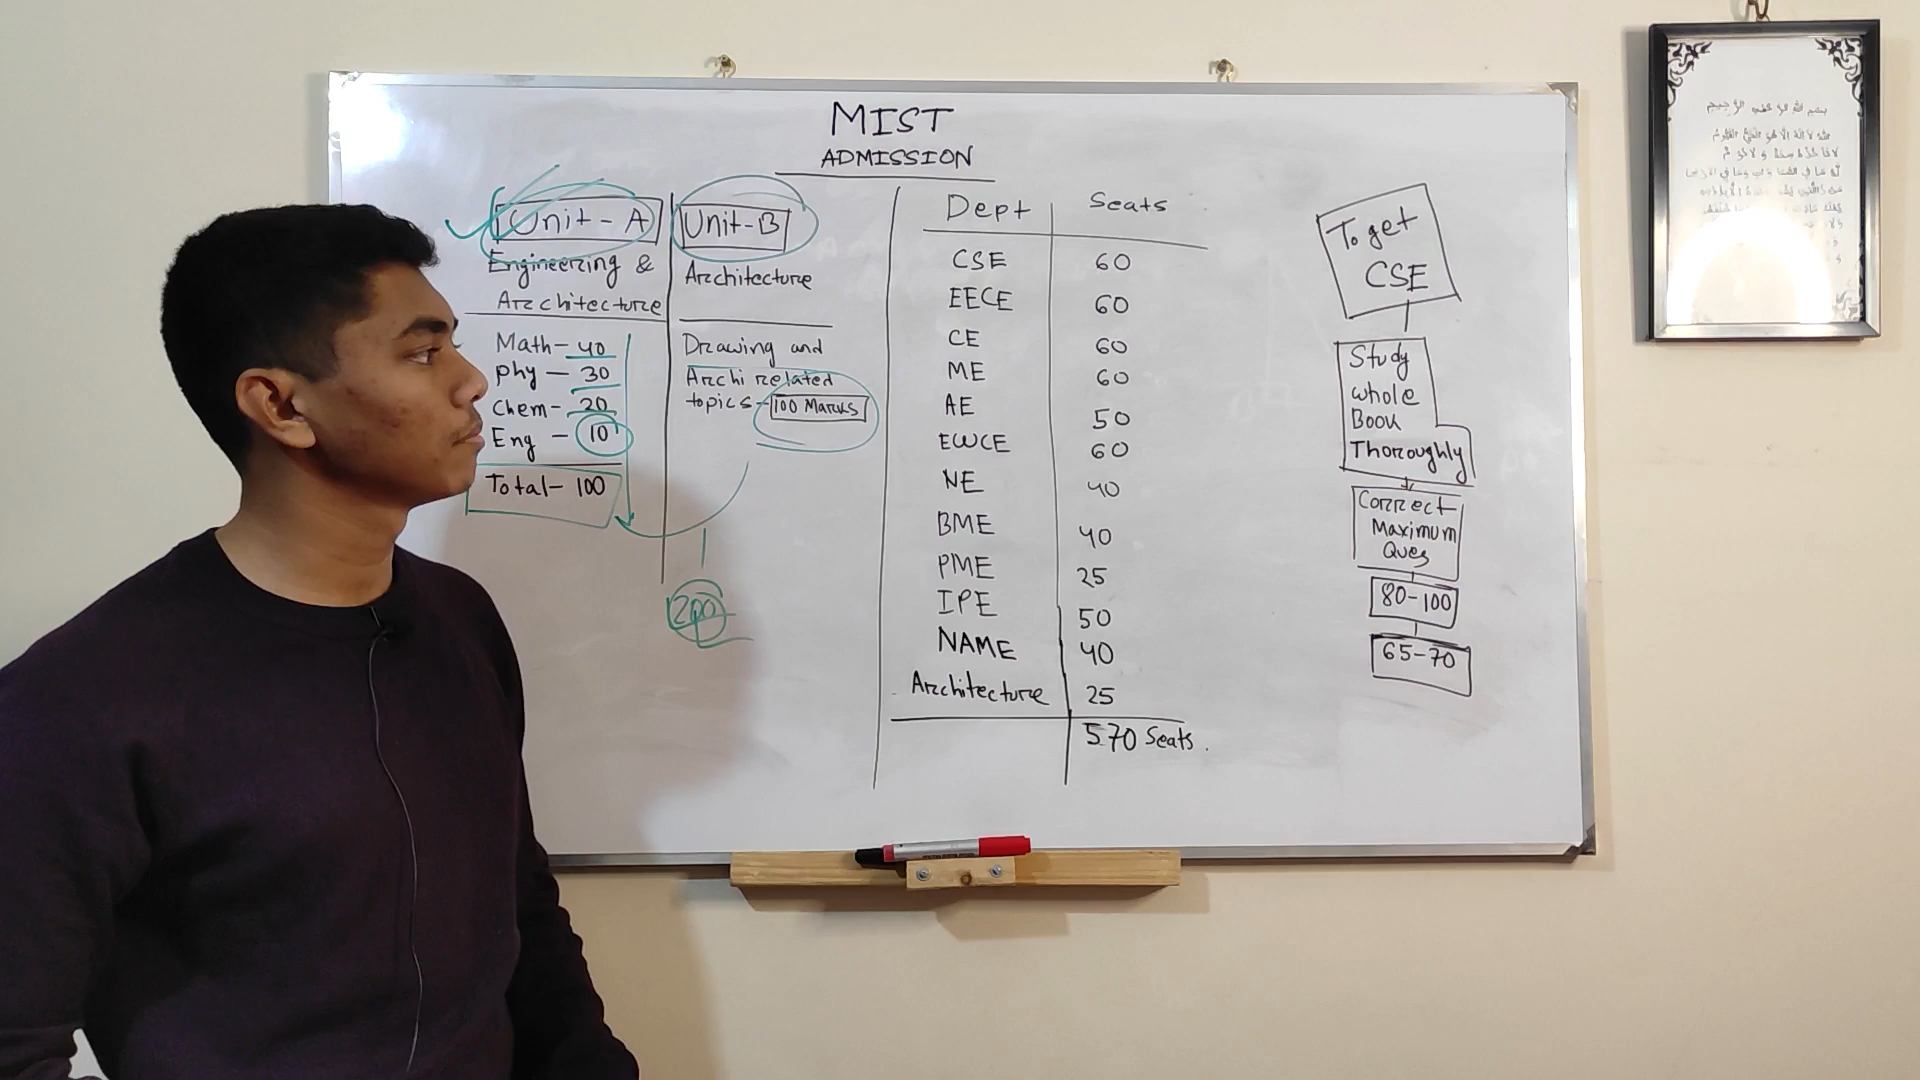 MIST
ADMISSION
Unit-A
Engineering &
Architecture
Math- 40
phy - 30
Chem- 20
Eng - 10
Total- 100
Unit-B
Architecture
Drawing and
Archi related
topics- 100 Marks
200
Dept Seats
CSE 60
EECE 60
CE 60
ME 60
AE 50
EWCE 60
NE 40
BME 40
PME 25
IPE 50
NAME 40
Architecture 25
570 Seats.
To get
CSE
Study
whole
Book
Thoroughly
Correct
Maximum
Ques
80-100
65-70